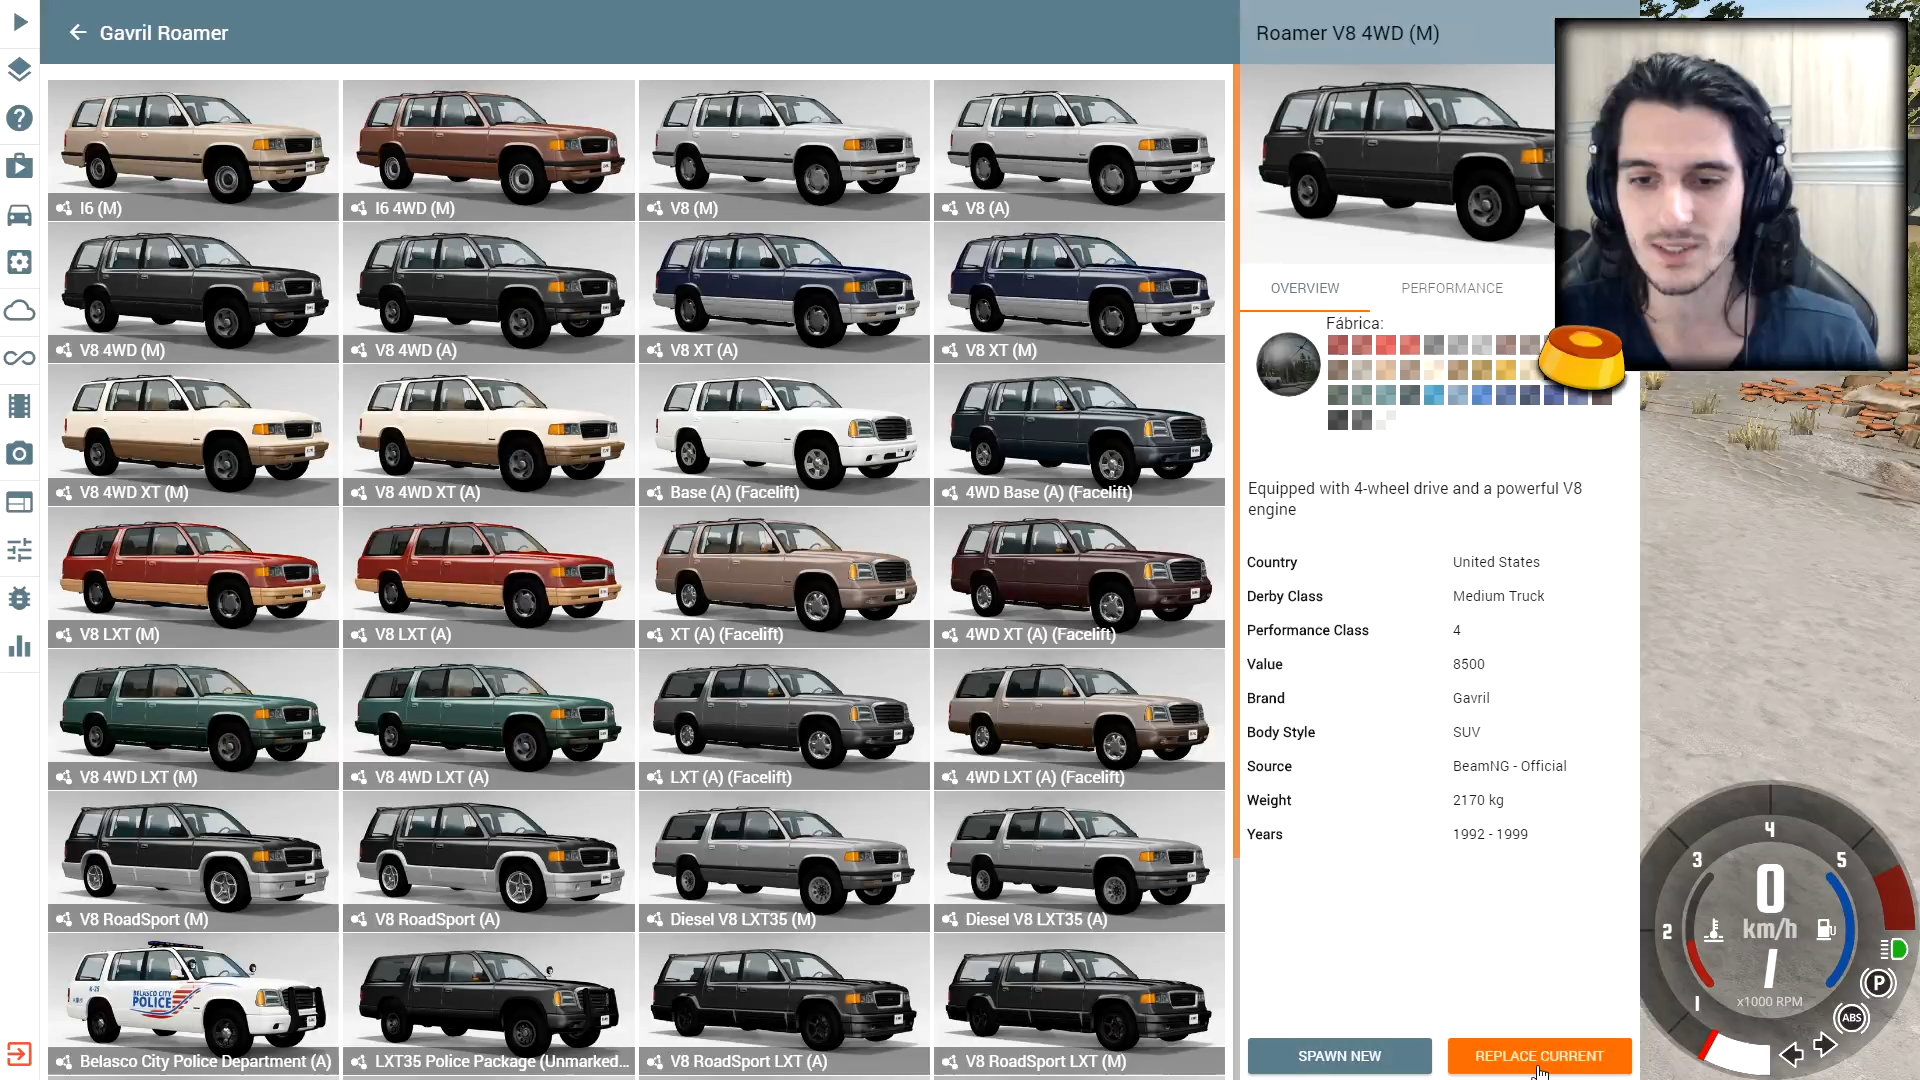 Gavril Roamer
Roamer V8 4WD (M)
I6 (M)
I6 4WD (M)
V8 (M)
V8 (A)
V8 4WD (M)
V8 4WD (A)
V8 XT (A)
V8 XT (M)
V8 4WD XT (M)
V8 4WD XT (A)
Base (A) (Facelift)
4WD Base (A) (Facelift)
V8 LXT (M)
V8 LXT (A)
XT (A) (Facelift)
4WD XT (A) (Facelift)
V8 4WD LXT (M)
V8 4WD LXT (A)
LXT (A) (Facelift)
4WD LXT (A) (Facelift)
V8 RoadSport (M)
V8 RoadSport (A)
Diesel V8 LXT35 (M)
Diesel V8 LXT35 (A)
K-25
BELASCO CITY
POLICE
Belasco City Police Department (A)
LXT35 Police Package (Unmarked...
V8 RoadSport LXT (A)
V8 RoadSport LXT (M)
OVERVIEW
PERFORMANCE
Fábrica:
Equipped with 4-wheel drive and a powerful V8
engine
Country United States
Derby Class Medium Truck
Performance Class 4
Value 8500
Brand Gavril
Body Style SUV
Source BeamNG - Official
Weight 2170 kg
Years 1992 - 1999
SPAWN NEW
REPLACE CURRENT
1
2
3
4
5
0
km/h
1
x1000 RPM
P
ABS